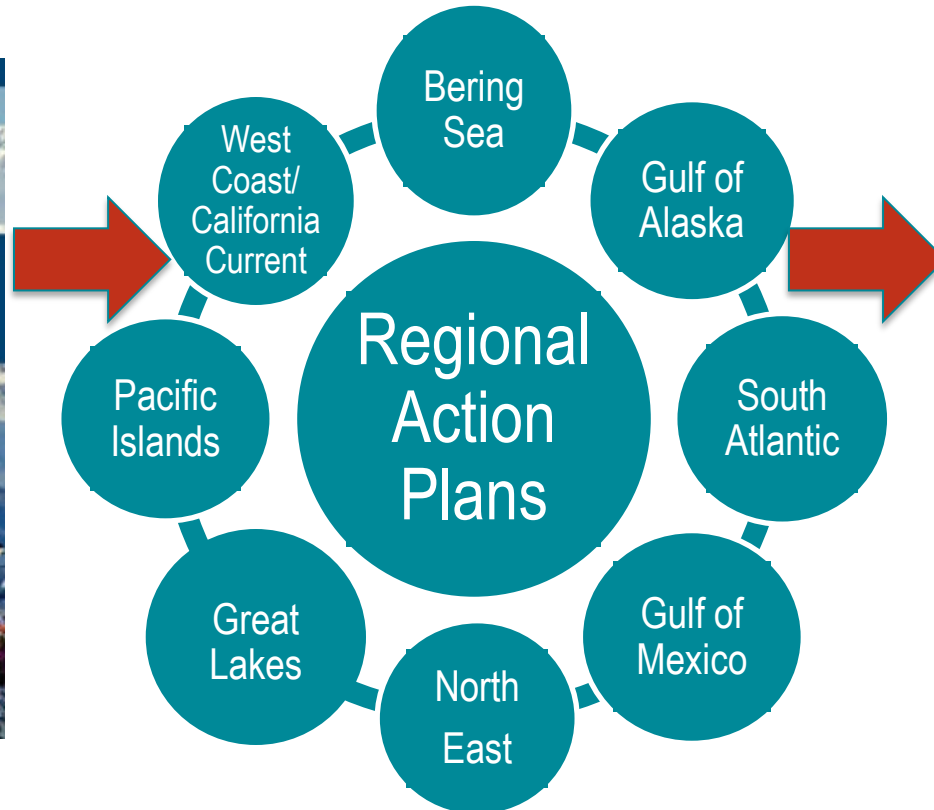 Bering
Sea
West
Coast/
California
Current
Gulf of
Alaska
Regional
Action
Plans
Pacific
Islands
South
Atlantic
Great
Lakes
Gulf of
Mexico
North
East